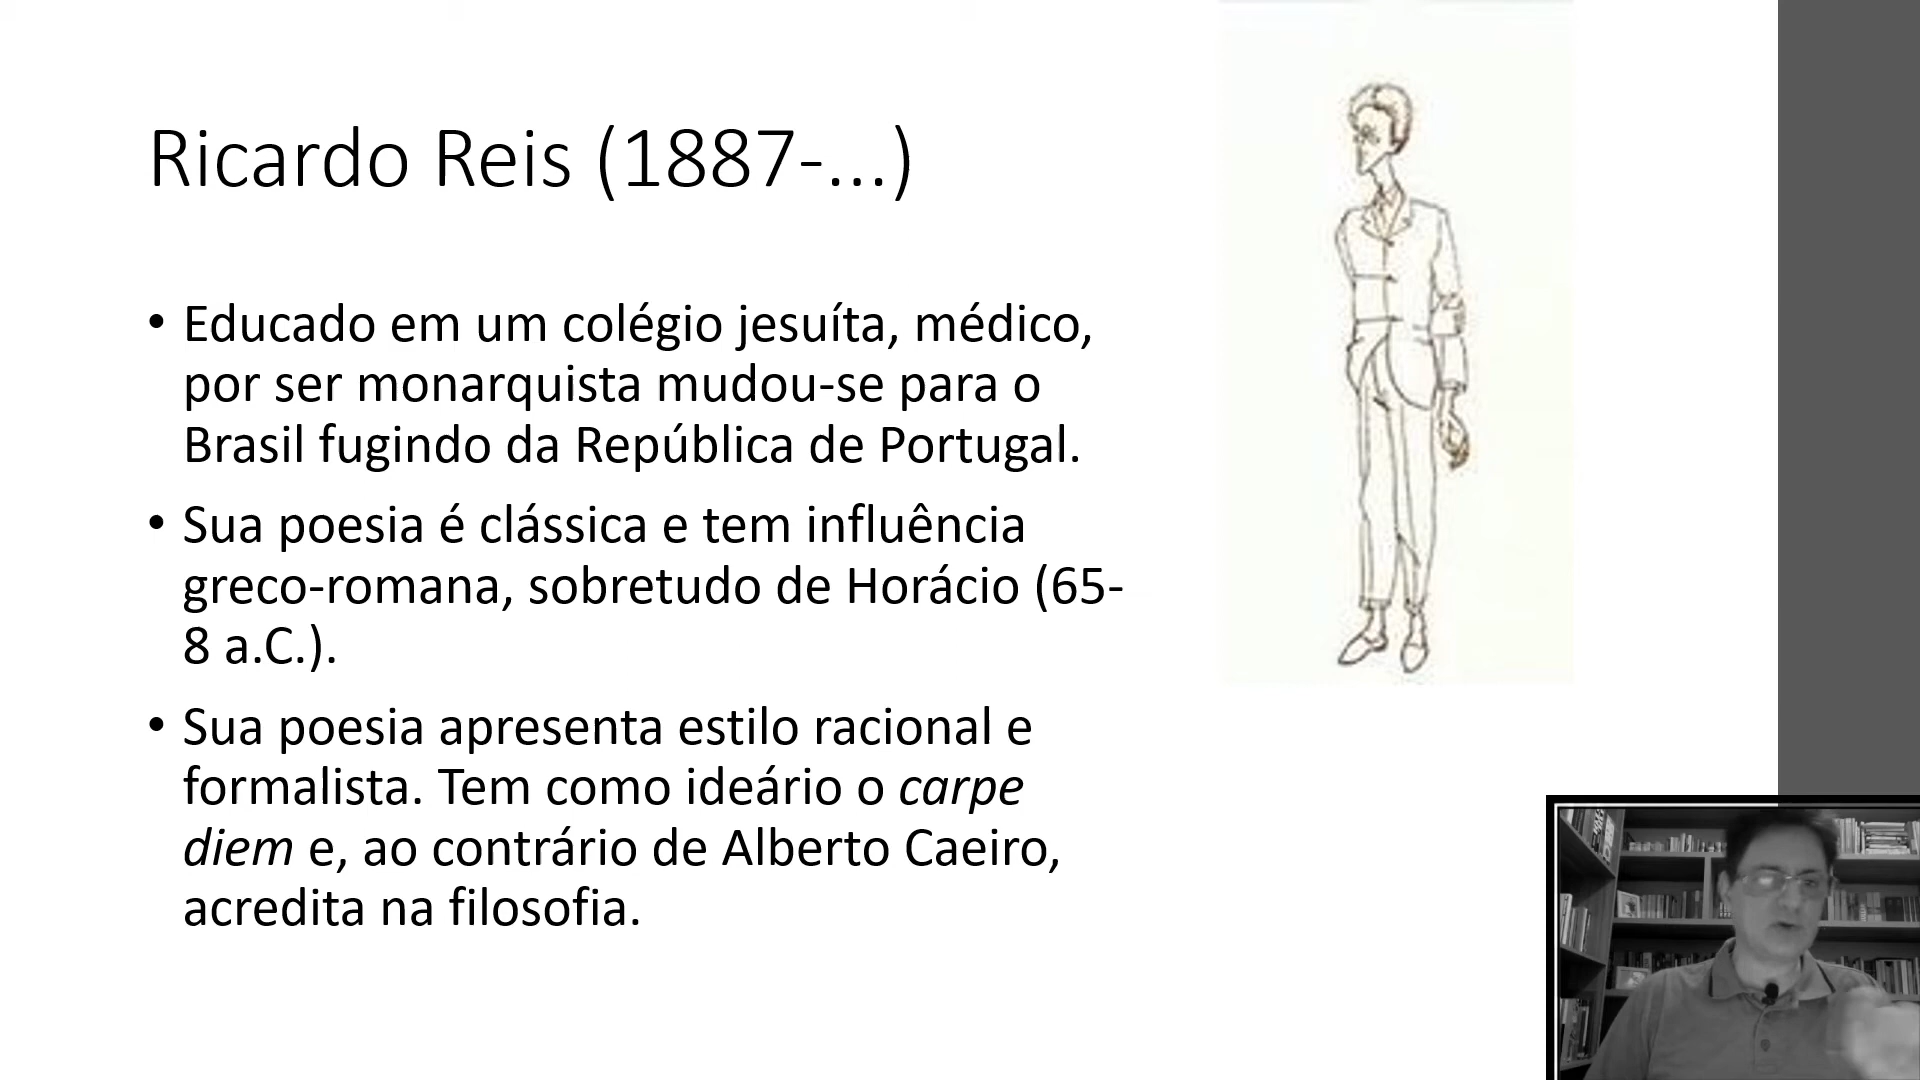 Ricardo Reis (1887-...)
• Educado em um colégio jesuíta, médico,
por ser monarquista mudou-se para o
Brasil fugindo da República de Portugal.
• Sua poesia é clássica e tem influência
greco-romana, sobretudo de Horácio (65-
8 a.C.).
• Sua poesia apresenta estilo racional e
formalista. Tem como ideário o carpe
diem e, ao contrário de Alberto Caeiro,
acredita na filosofia.